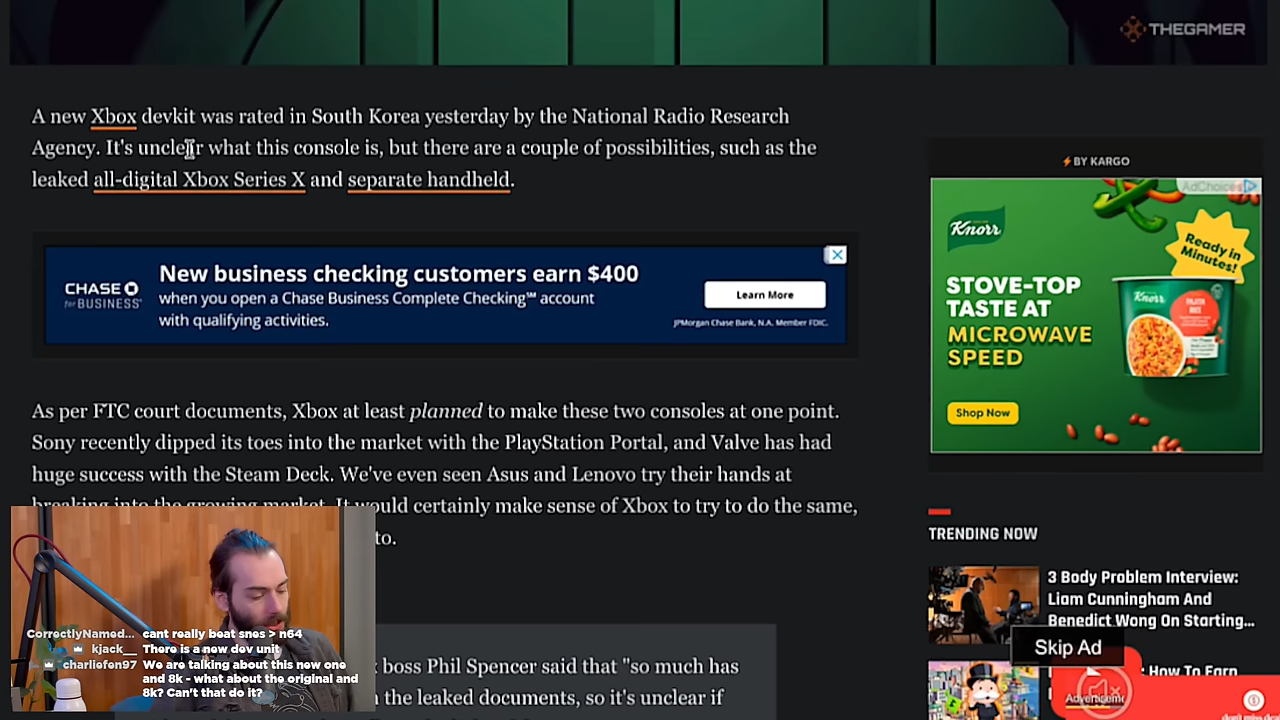 THEGAMER
A new Xbox devkit was rated in South Korea yesterday by the National Radio Research
Agency. It's unclear what this console is, but there are a couple of possibilities, such as the
leaked all-digital Xbox Series X and separate handheld.
BY KARGO
AdChoices
Knorr
Ready in
Minutes!
STOVE-TOP
TASTE AT
MICROWAVE
SPEED
Knorr
Shop Now
CHASE
for BUSINESS
New business checking customers earn $400
when you open a Chase Business Complete Checking℠ account
with qualifying activities.
Learn More
JPMorgan Chase Bank, N.A. Member FDIC.
As per FTC court documents, Xbox at least planned to make these two consoles at one point.
Sony recently dipped its toes into the market with the PlayStation Portal, and Valve has had
huge success with the Steam Deck. We've even seen Asus and Lenovo try their hands at
breaking into the growing market. It would certainly make sense of Xbox to try to do the same,
to.
TRENDING NOW
3 Body Problem Interview:
Liam Cunningham And
Benedict Wong On Starting...
Skip Ad
How To Earn
CorrectlyNamed... cant really beat snes > n64
kjack__ There is a new dev unit
charliefen97 We are talking about this new one
and 8k - what about the original and
8k? Can't that do it?
boss Phil Spencer said that "so much has
the leaked documents, so it's unclear if